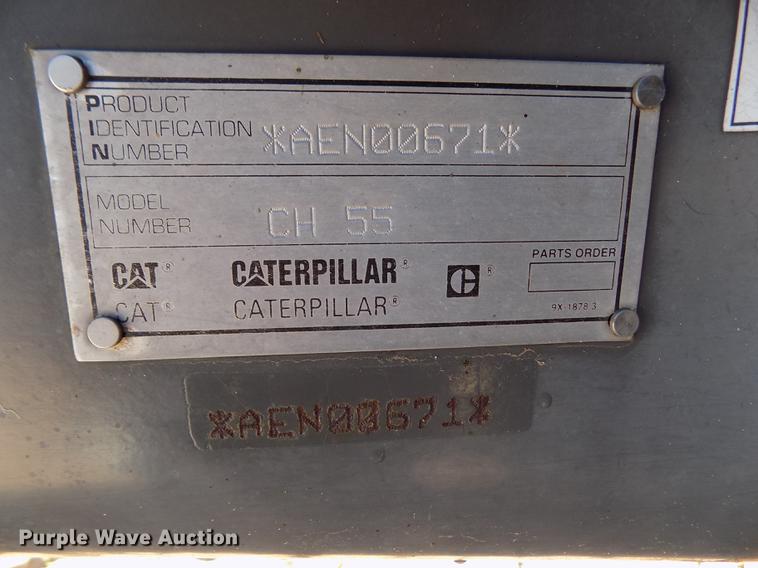 PRODUCT
IDENTIFICATION
NUMBER
*AEN00671*
MODEL
NUMBER
CH 55
PARTS ORDER
CAT® CATERPILLAR® C®
CAT® CATERPILLAR®
9X-1878 3
*AEN00671*
Purple Wave Auction